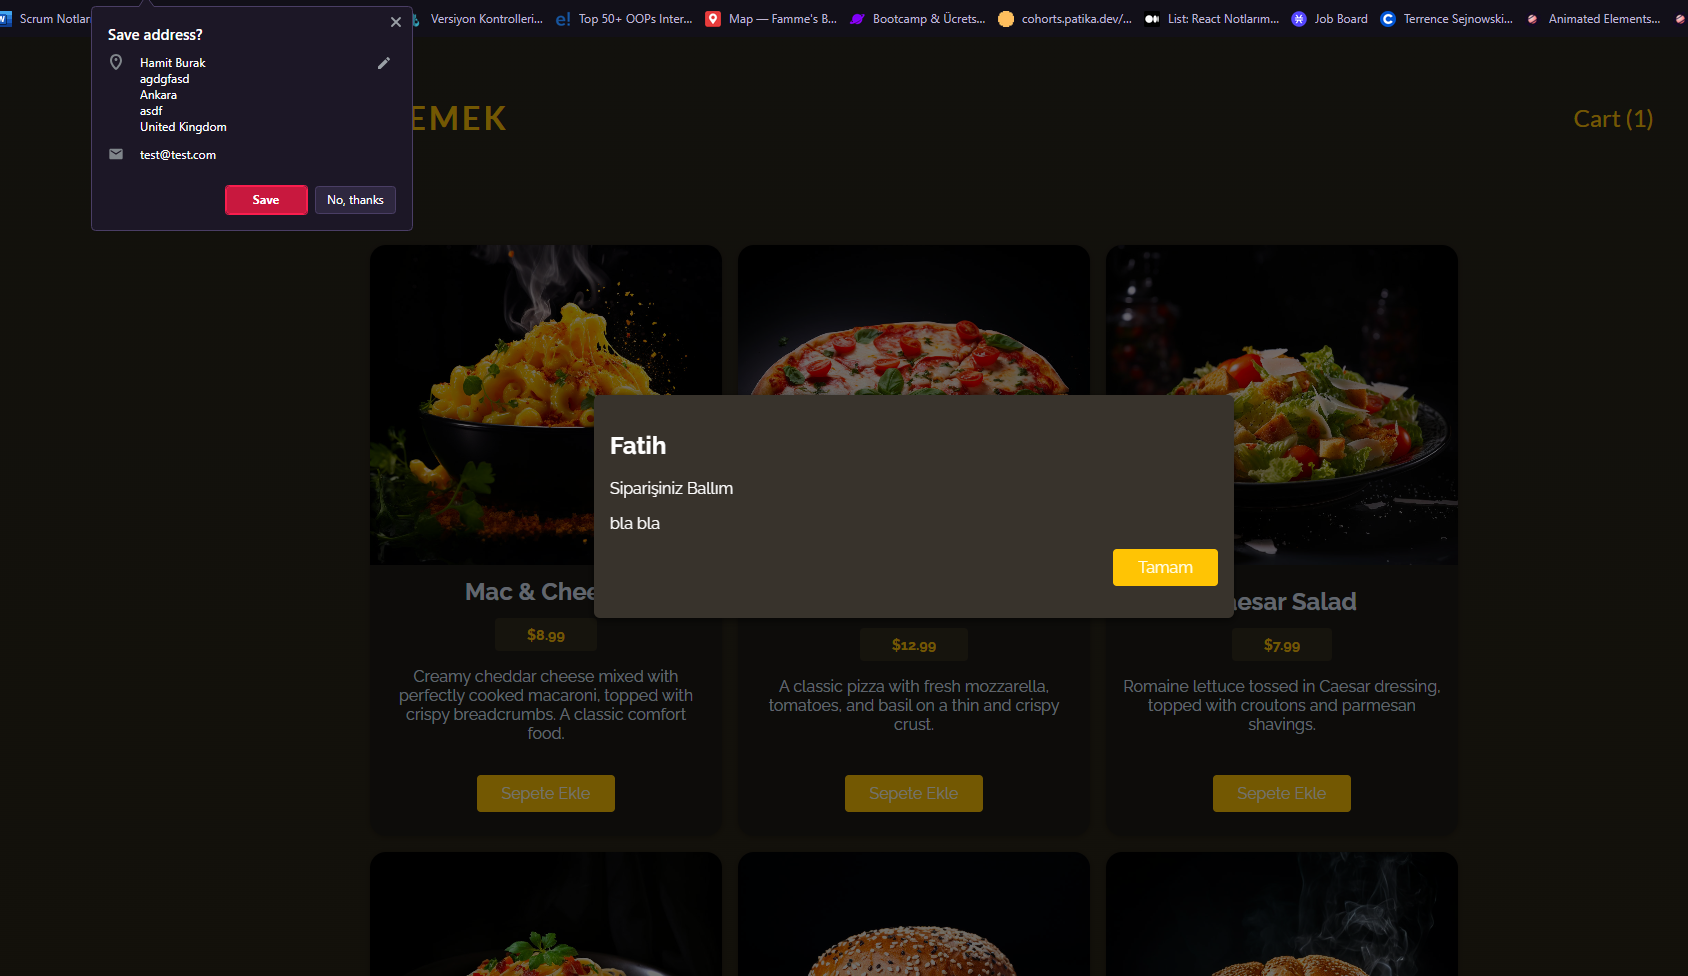 Scrum Notlar
Versiyon Kontrolleri...
e!
Top 50+ OOPs Inter...
Map — Famme's B...
Bootcamp & Ücrets...
cohorts.patika.dev/...
List: React Notlarım...
Job Board
Terrence Sejnowski...
Animated Elements...
Save address?
Hamit Burak
agdgfasd
Ankara
asdf
United Kingdom
test@test.com
Save
No, thanks
EMEK
Cart (1)
Fatih
Siparişiniz Ballım
bla bla
Tamam
Mac & Chee
$8.99
Creamy cheddar cheese mixed with
perfectly cooked macaroni, topped with
crispy breadcrumbs. A classic comfort
food.
Sepete Ekle
$12.99
A classic pizza with fresh mozzarella,
tomatoes, and basil on a thin and crispy
crust.
Sepete Ekle
aesar Salad
$7.99
Romaine lettuce tossed in Caesar dressing,
topped with croutons and parmesan
shavings.
Sepete Ekle